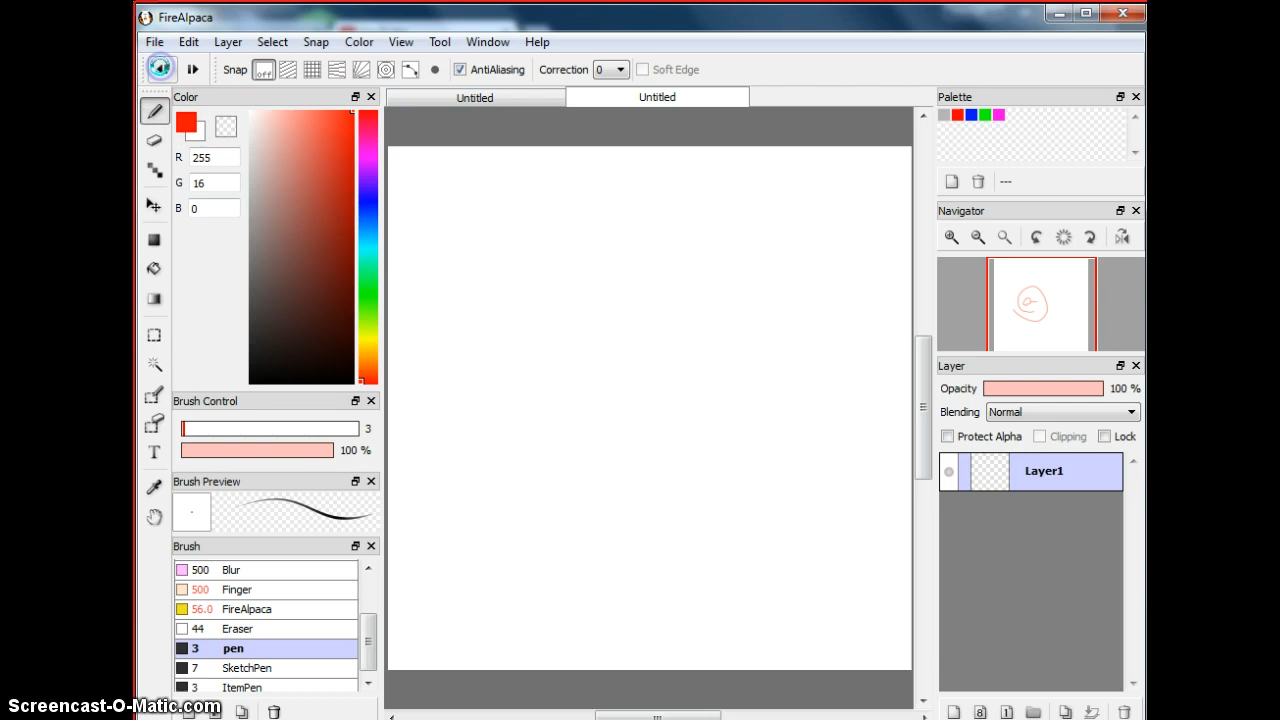 FireAlpaca
File Edit Layer Select Snap Color View Tool Window Help
Snap off AntiAliasing Correction 0 Soft Edge
Color
R 255
G 16
B 0
Brush Control
3
100 %
Brush Preview
Brush
500 Blur
500 Finger
56.0 FireAlpaca
44 Eraser
3 pen
7 SketchPen
3 ItemPen
Untitled Untitled
Palette
---
Navigator
Layer
Opacity 100 %
Blending Normal
Protect Alpha Clipping Lock
Layer1
8 1
T
Screencast-O-Matic.com